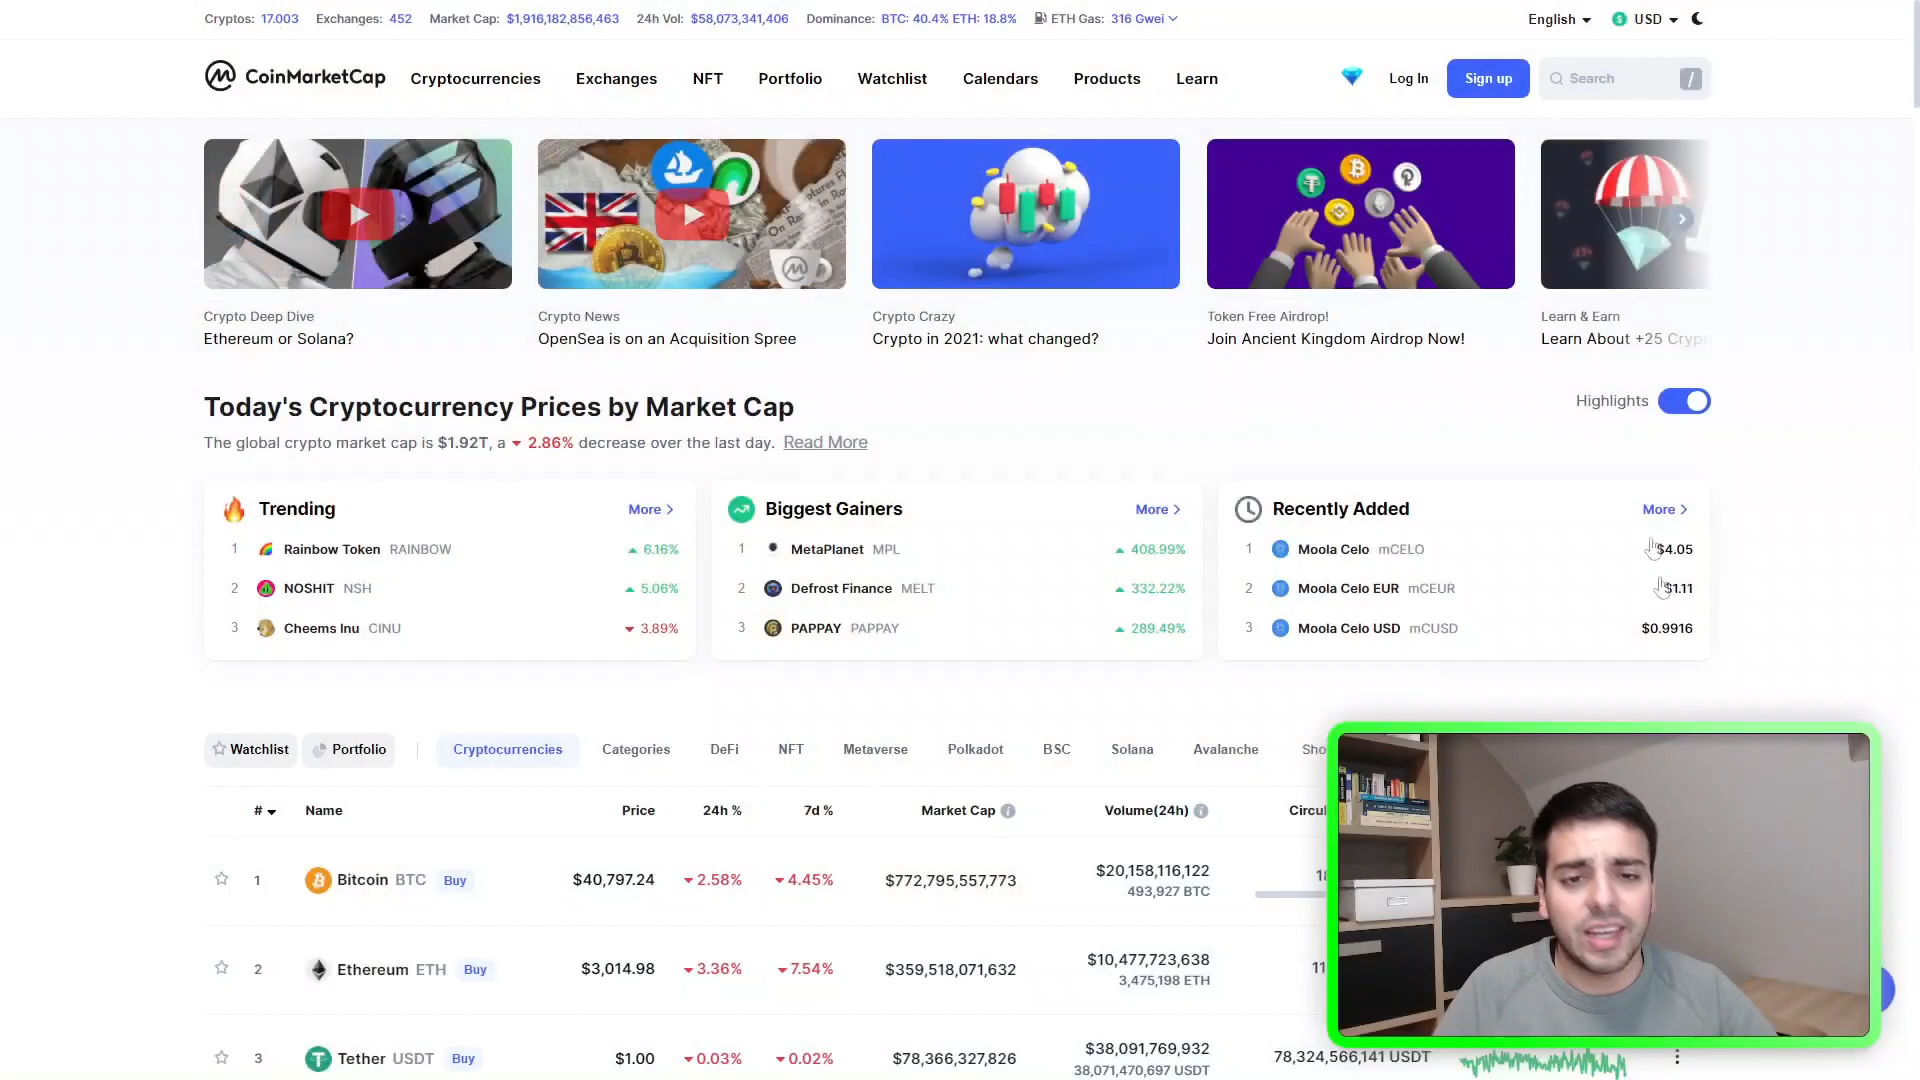 Cryptos: 17.003 Exchanges: 452 Market Cap: $1,916,182,856,463 24h Vol: $58,073,341,406 Dominance: BTC: 40.4% ETH: 18.8% ETH Gas: 316 Gwei English USD
CoinMarketCap Cryptocurrencies Exchanges NFT Portfolio Watchlist Calendars Products Learn Log In Sign up Search /
Crypto Deep Dive
Ethereum or Solana?
Crypto News
OpenSea is on an Acquisition Spree
Crypto Crazy
Crypto in 2021: what changed?
Token Free Airdrop!
Join Ancient Kingdom Airdrop Now!
Learn & Earn
Learn About +25 Cryp
Today's Cryptocurrency Prices by Market Cap
Highlights
The global crypto market cap is $1.92T, a 2.86% decrease over the last day. Read More
Trending More
1 Rainbow Token RAINBOW 6.16%
2 NOSHIT NSH 5.06%
3 Cheems Inu CINU 3.89%
Biggest Gainers More
1 MetaPlanet MPL 408.99%
2 Defrost Finance MELT 332.22%
3 PAPPAY PAPPAY 289.49%
Recently Added More
1 Moola Celo mCELO $4.05
2 Moola Celo EUR mCEUR $1.11
3 Moola Celo USD mCUSD $0.9916
Watchlist Portfolio Cryptocurrencies Categories DeFi NFT Metaverse Polkadot BSC Solana Avalanche Sho
# Name Price 24h % 7d % Market Cap Volume(24h) Circu
1 Bitcoin BTC Buy $40,797.24 2.58% 4.45% $772,795,557,773 $20,158,116,122
493,927 BTC
2 Ethereum ETH Buy $3,014.98 3.36% 7.54% $359,518,071,632 $10,477,723,638 11
3,475,198 ETH
3 Tether USDT Buy $1.00 0.03% 0.02% $78,366,327,826 $38,091,769,932 78,324,566,141 USDT
38,071,470,697 USDT